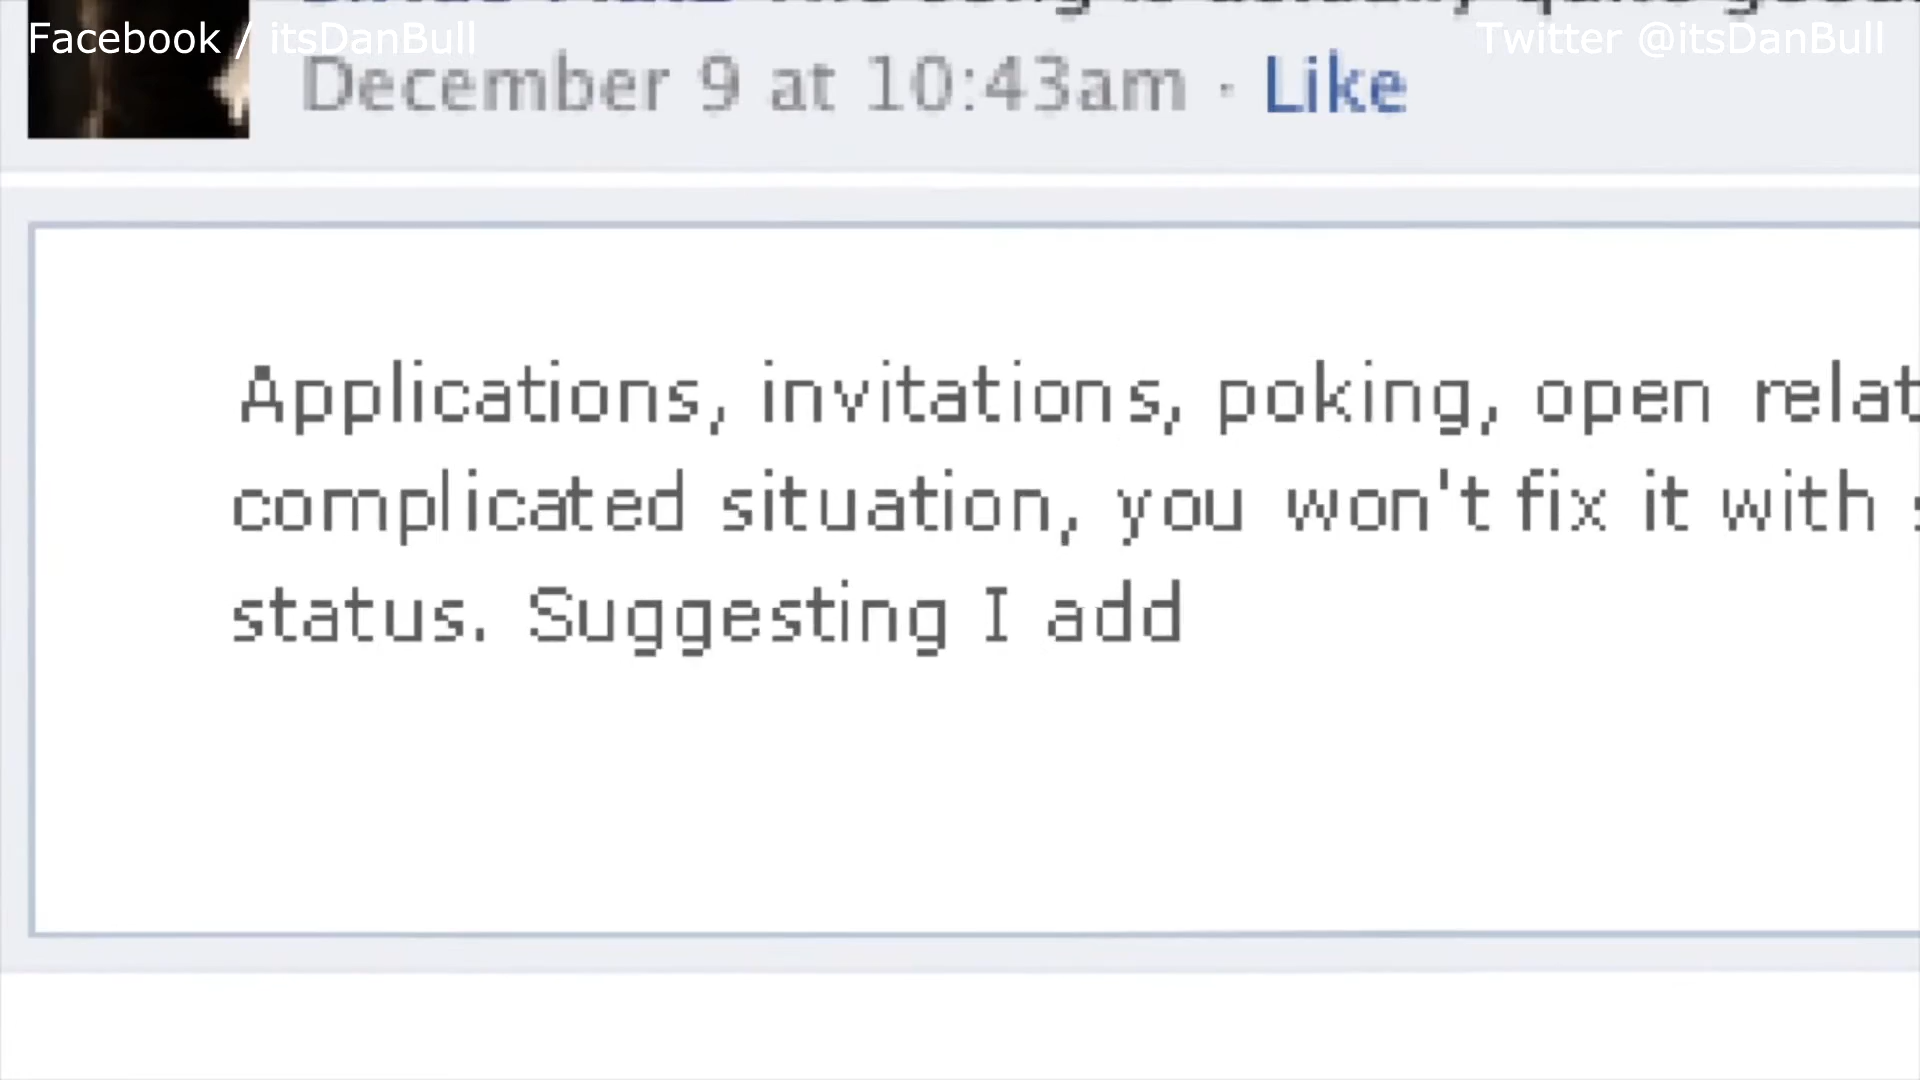 Facebook / itsDanBull
Twitter @itsDanBull
December 9 at 10:43am · Like
Applications, invitations, poking, open relat
complicated situation, you won't fix it with
status. Suggesting I add